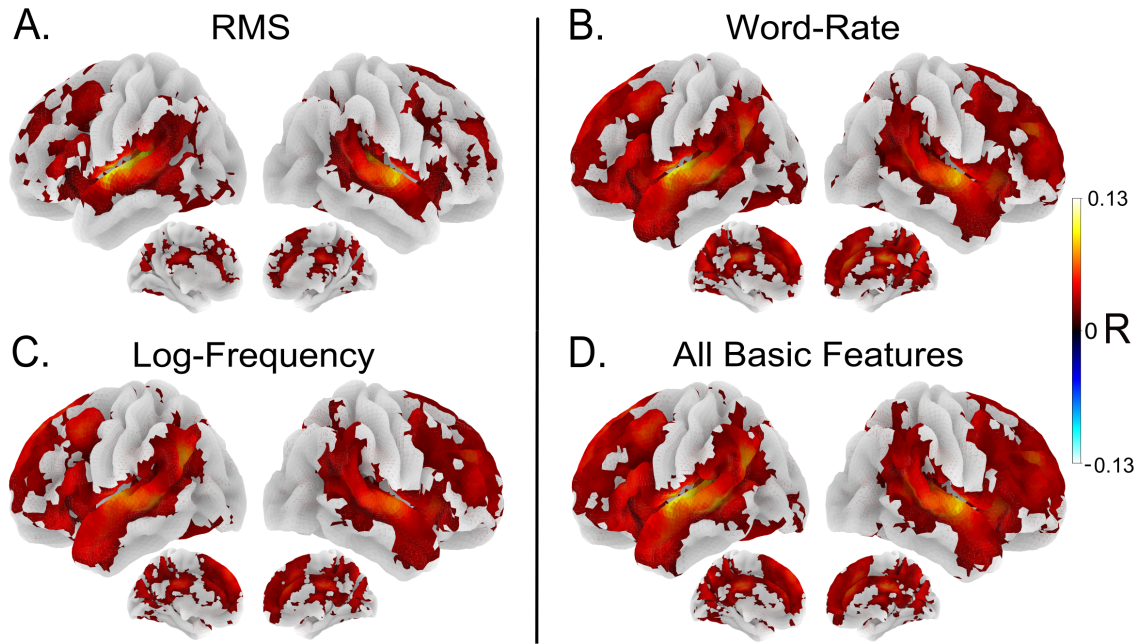 A. RMS
B. Word-Rate
0.13
0 R
-0.13
C. Log-Frequency
D. All Basic Features